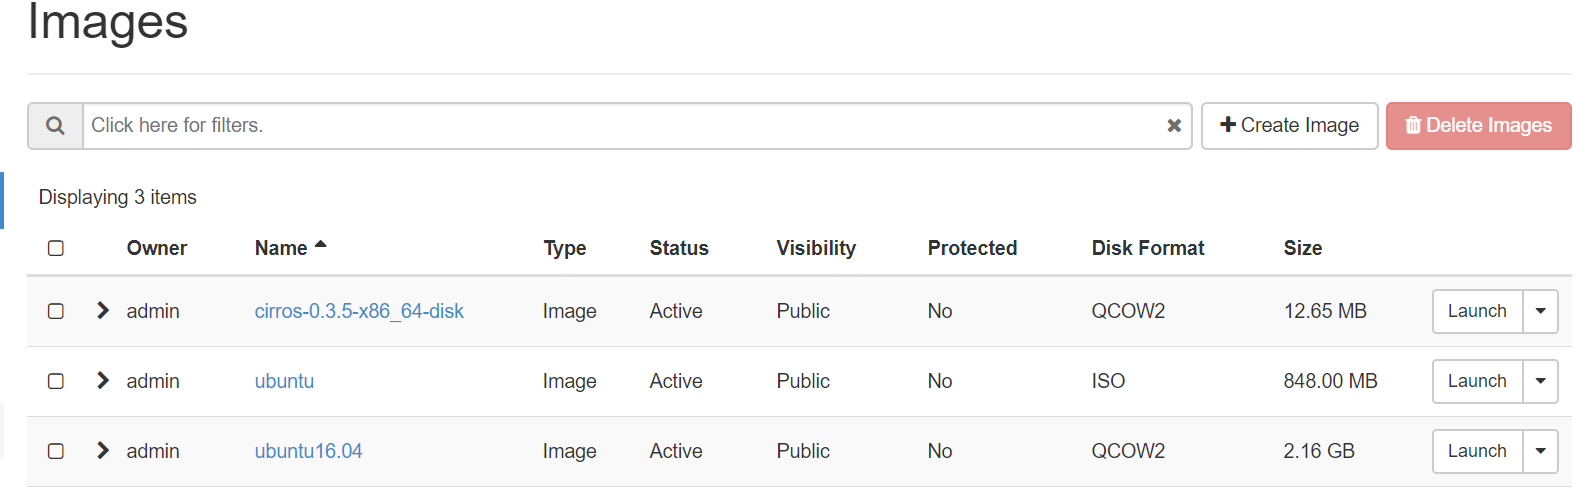 Images
Click here for filters.
Create Image
Delete Images
Displaying 3 items
Owner Name Type Status Visibility Protected Disk Format Size
admin cirros-0.3.5-x86_64-disk Image Active Public No QCOW2 12.65 MB Launch
admin ubuntu Image Active Public No ISO 848.00 MB Launch
admin ubuntu16.04 Image Active Public No QCOW2 2.16 GB Launch